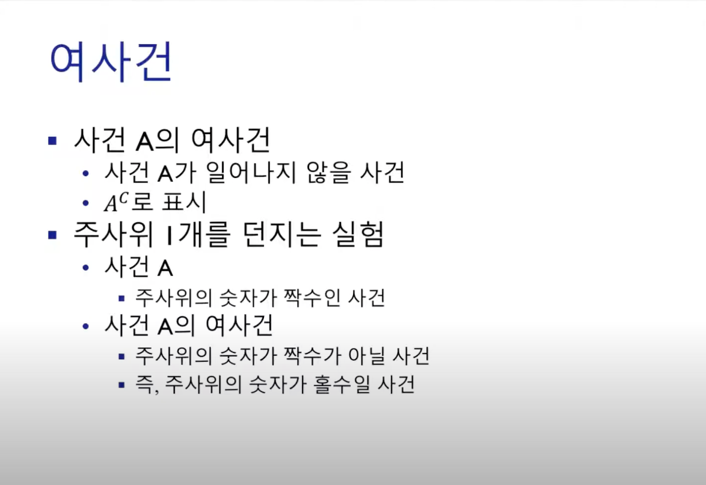 여사건
▪ 사건 A의 여사건
• 사건 A가 일어나지 않을 사건
• A^C로 표시
▪ 주사위 1개를 던지는 실험
• 사건 A
▪ 주사위의 숫자가 짝수인 사건
• 사건 A의 여사건
▪ 주사위의 숫자가 짝수가 아닐 사건
▪ 즉, 주사위의 숫자가 홀수일 사건